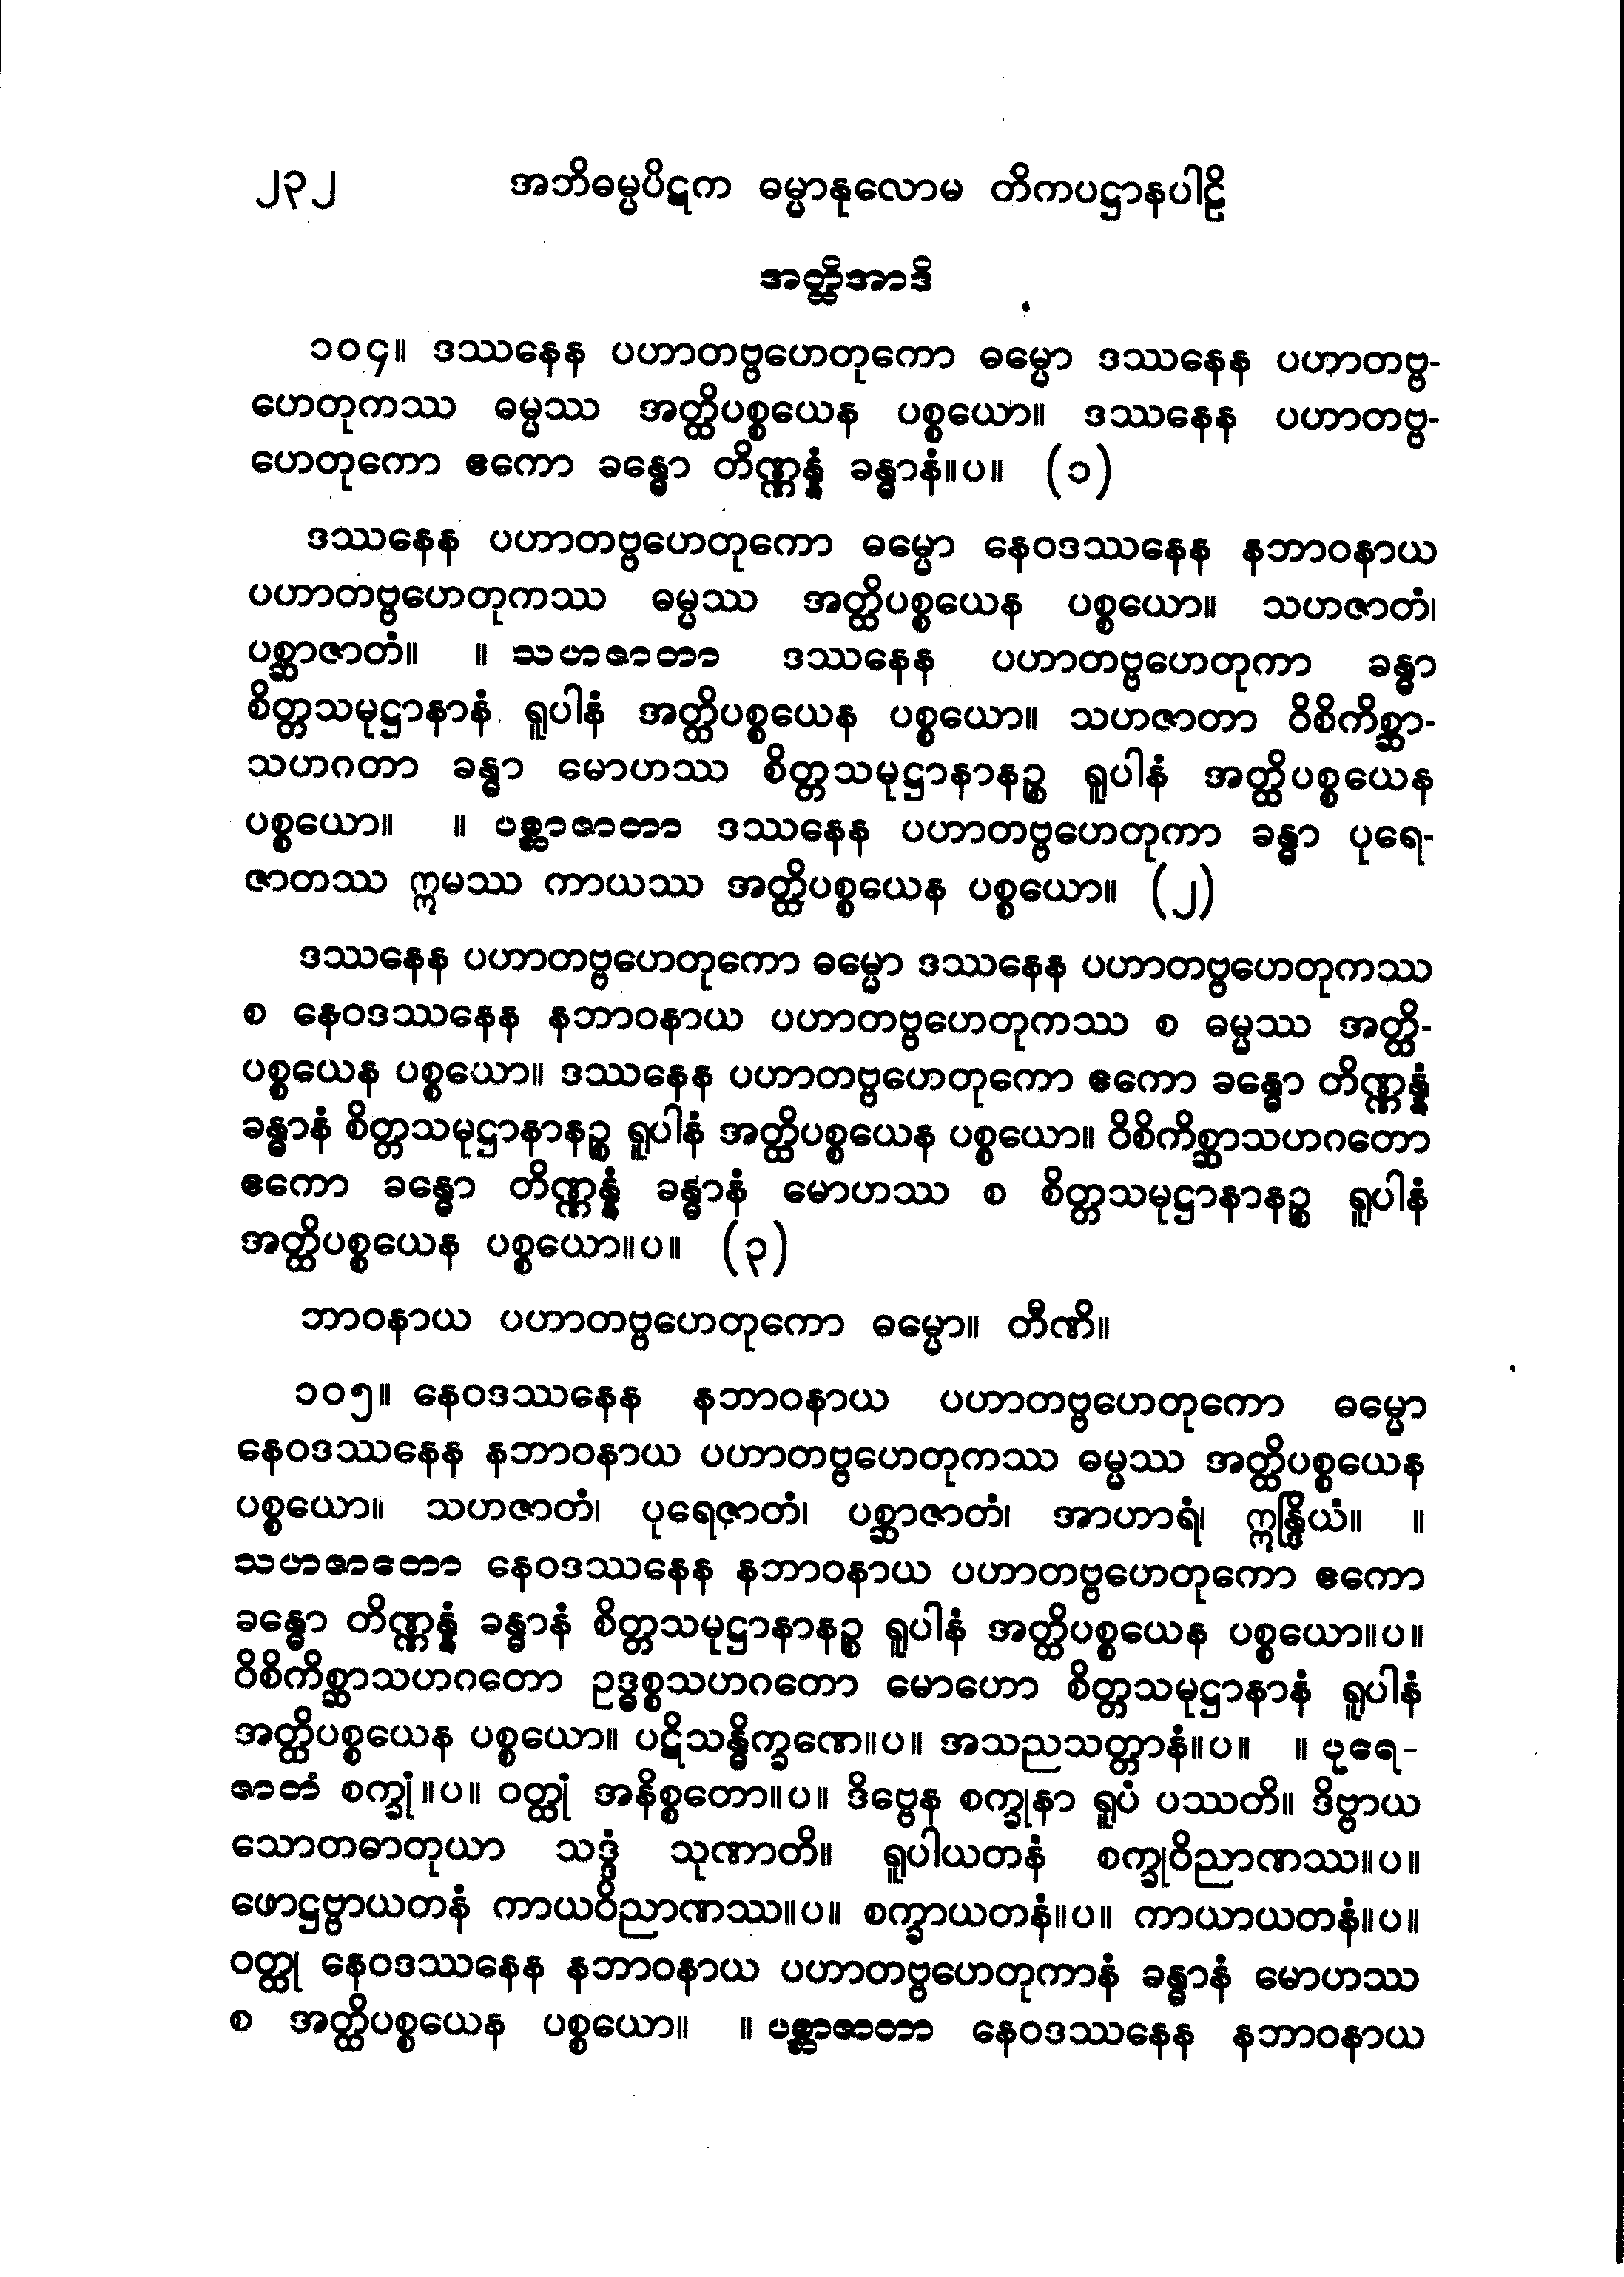 ၂၃၂ အဘိဓမ္မပိဋက ဓမ္မာနုလောမ တိကပဋ္ဌာနပါဠိ
အတ္ထိအာဒိ
၁၀၄။ ဒဿနေန ပဟာတဗ္ဗဟေတုကော ဓမ္မော ဒဿနေန ပဟာတဗ္ဗ-
ဟေတုကဿ ဓမ္မဿ အတ္ထိပစ္စယေန ပစ္စယော။ ဒဿနေန ပဟာတဗ္ဗ-
ဟေတုကော ဧကော ခန္ဓော တိဏ္ဏန္နံ ခန္ဓာနံ။ပ။ (၁)
ဒဿနေန ပဟာတဗ္ဗဟေတုကော ဓမ္မော နေဝဒဿနေန နဘာဝနာယ
ပဟာတဗ္ဗဟေတုကဿ ဓမ္မဿ အတ္ထိပစ္စယေန ပစ္စယော။ သဟဇာတံ၊
ပစ္ဆာဇာတံ။ ။ သဟဇာတာ ဒဿနေန ပဟာတဗ္ဗဟေတုကာ ခန္ဓာ
စိတ္တသမုဋ္ဌာနာနံ ရူပါနံ အတ္ထိပစ္စယေန ပစ္စယော။ သဟဇာတာ ဝိစိကိစ္ဆာ-
သဟဂတာ ခန္ဓာ မောဟဿ စိတ္တသမုဋ္ဌာနာနဉ္စ ရူပါနံ အတ္ထိပစ္စယေန
ပစ္စယော။ ။ ပစ္ဆာဇာတာ ဒဿနေန ပဟာတဗ္ဗဟေတုကာ ခန္ဓာ ပုရေ-
ဇာတဿ ဣမဿ ကာယဿ အတ္ထိပစ္စယေန ပစ္စယော။ (၂)
ဒဿနေန ပဟာတဗ္ဗဟေတုကော ဓမ္မော ဒဿနေန ပဟာတဗ္ဗဟေတုကဿ
စ နေဝဒဿနေန နဘာဝနာယ ပဟာတဗ္ဗဟေတုကဿ စ ဓမ္မဿ အတ္ထိ-
ပစ္စယေန ပစ္စယော။ ဒဿနေန ပဟာတဗ္ဗဟေတုကော ဧကော ခန္ဓော တိဏ္ဏန္နံ
ခန္ဓာနံ စိတ္တသမုဋ္ဌာနာနဉ္စ ရူပါနံ အတ္ထိပစ္စယေန ပစ္စယော။ ဝိစိကိစ္ဆာသဟဂတော
ဧကော ခန္ဓော တိဏ္ဏန္နံ ခန္ဓာနံ မောဟဿ စ စိတ္တသမုဋ္ဌာနာနဉ္စ ရူပါနံ
အတ္ထိပစ္စယေန ပစ္စယော။ပ။ (၃)
ဘာဝနာယ ပဟာတဗ္ဗဟေတုကော ဓမ္မော။ တီဏိ။
၁၀၅။ နေဝဒဿနေန နဘာဝနာယ ပဟာတဗ္ဗဟေတုကော ဓမ္မော
နေဝဒဿနေန နဘာဝနာယ ပဟာတဗ္ဗဟေတုကဿ ဓမ္မဿ အတ္ထိပစ္စယေန
ပစ္စယော။ သဟဇာတံ၊ ပုရေဇာတံ၊ ပစ္ဆာဇာတံ၊ အာဟာရံ၊ ဣန္ဒြိယံ။ ။
သဟဇာတော နေဝဒဿနေန နဘာဝနာယ ပဟာတဗ္ဗဟေတုကော ဧကော
ခန္ဓော တိဏ္ဏန္နံ ခန္ဓာနံ စိတ္တသမုဋ္ဌာနာနဉ္စ ရူပါနံ အတ္ထိပစ္စယေန ပစ္စယော။ပ။
ဝိစိကိစ္ဆာသဟဂတော ဥဒ္ဓစ္စသဟဂတော မောဟော စိတ္တသမုဋ္ဌာနာနံ ရူပါနံ
အတ္ထိပစ္စယေန ပစ္စယော။ ပဋိသန္ဓိက္ခဏေ။ပ။ အသညသတ္တာနံ။ပ။ ။ ပုရေ-
ဇာတံ စက္ခုံ။ပ။ ဝတ္ထုံ အနိစ္စတော။ပ။ ဒိဗ္ဗေန စက္ခုနာ ရူပံ ပဿတိ။ ဒိဗ္ဗာယ
သောတဓာတုယာ သဒ္ဒံ သုဏာတိ။ ရူပါယတနံ စက္ခုဝိညာဏဿ။ပ။
ဖောဋ္ဌဗ္ဗာယတနံ ကာယဝိညာဏဿ။ပ။ စက္ခာယတနံ။ပ။ ကာယာယတနံ။ပ။
ဝတ္ထု နေဝဒဿနေန နဘာဝနာယ ပဟာတဗ္ဗဟေတုကာနံ ခန္ဓာနံ မောဟဿ
စ အတ္ထိပစ္စယေန ပစ္စယော။ ။ ပစ္ဆာဇာတာ နေဝဒဿနေန နဘာဝနာယ